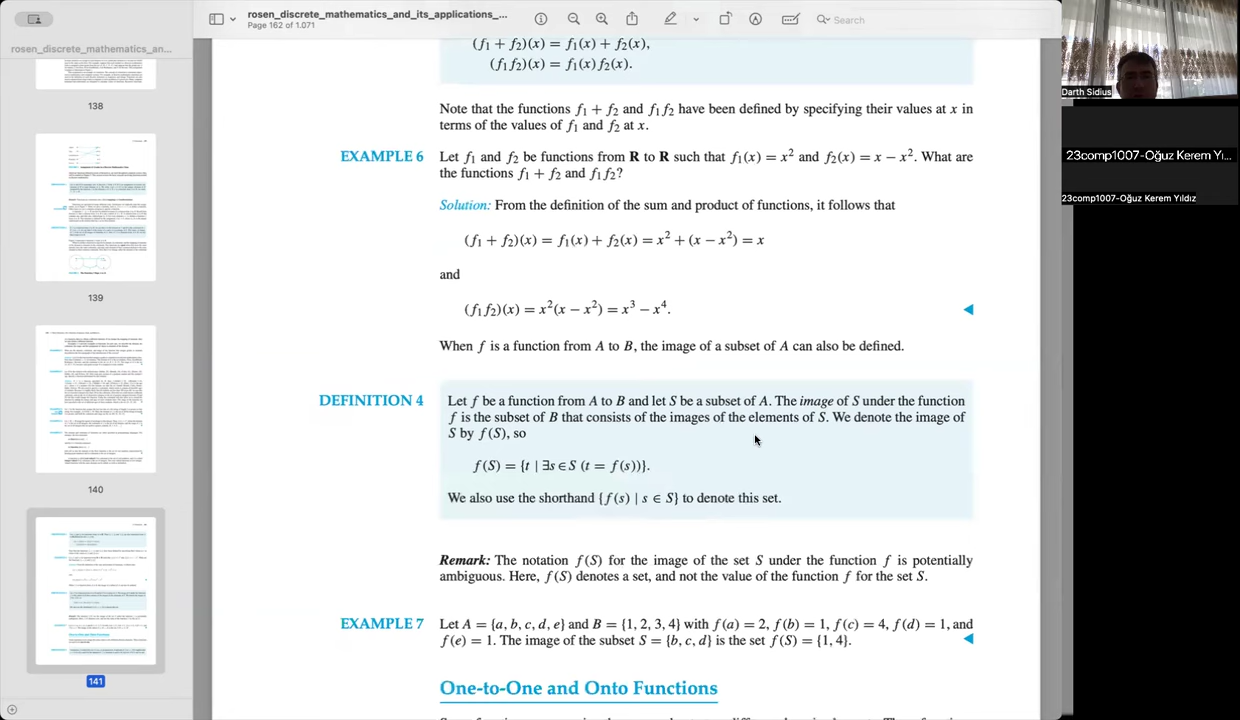 rosen_discrete_mathematics_and_its_applications_...
Page 162 of 1.071
Search
rosen_discrete_mathematics_an...
138
139
140
141
(f₁ + f₂)(x) = f₁(x) + f₂(x),
(f₁f₂)(x) = f₁(x)f₂(x).
Note that the functions f₁ + f₂ and f₁f₂ have been defined by specifying their values at x in
terms of the values of f₁ and f₂ at x.
EXAMPLE 6 Let f₁ and f₂ be functions from R to R such that f₁(x) = x² and f₂(x) = x − x². What are
the functions f₁ + f₂ and f₁f₂?
Solution: From the definition of the sum and product of functions, it follows that
(f₁ + f₂)(x) = f₁(x) + f₂(x) = x² + (x − x²) = x
and
(f₁f₂)(x) = x²(x − x²) = x³ − x⁴.
When f is a function from A to B, the image of a subset of A can also be defined.
DEFINITION 4 Let f be a function from A to B and let S be a subset of A. The image of S under the function
f is the subset of B that consists of the images of the elements of S. We denote the image of
S by f(S), so
f(S) = {t | ∃s∈S (t = f(s))}.
We also use the shorthand {f(s) | s ∈ S} to denote this set.
Remark: The notation f(S) for the image of the set S under the function f is potentially
ambiguous. Here, f(S) denotes a set, and not the value of the function f for the set S.
EXAMPLE 7 Let A = {a, b, c, d, e} and B = {1, 2, 3, 4} with f(a) = 2, f(b) = 1, f(c) = 4, f(d) = 1, and
f(e) = 1. The image of the subset S = {b, c, d} is the set f(S) = {1, 4}.
One-to-One and Onto Functions
Darth Sidius
23comp1007-Oğuz Kerem Yı...
23comp1007-Oğuz Kerem Yıldız